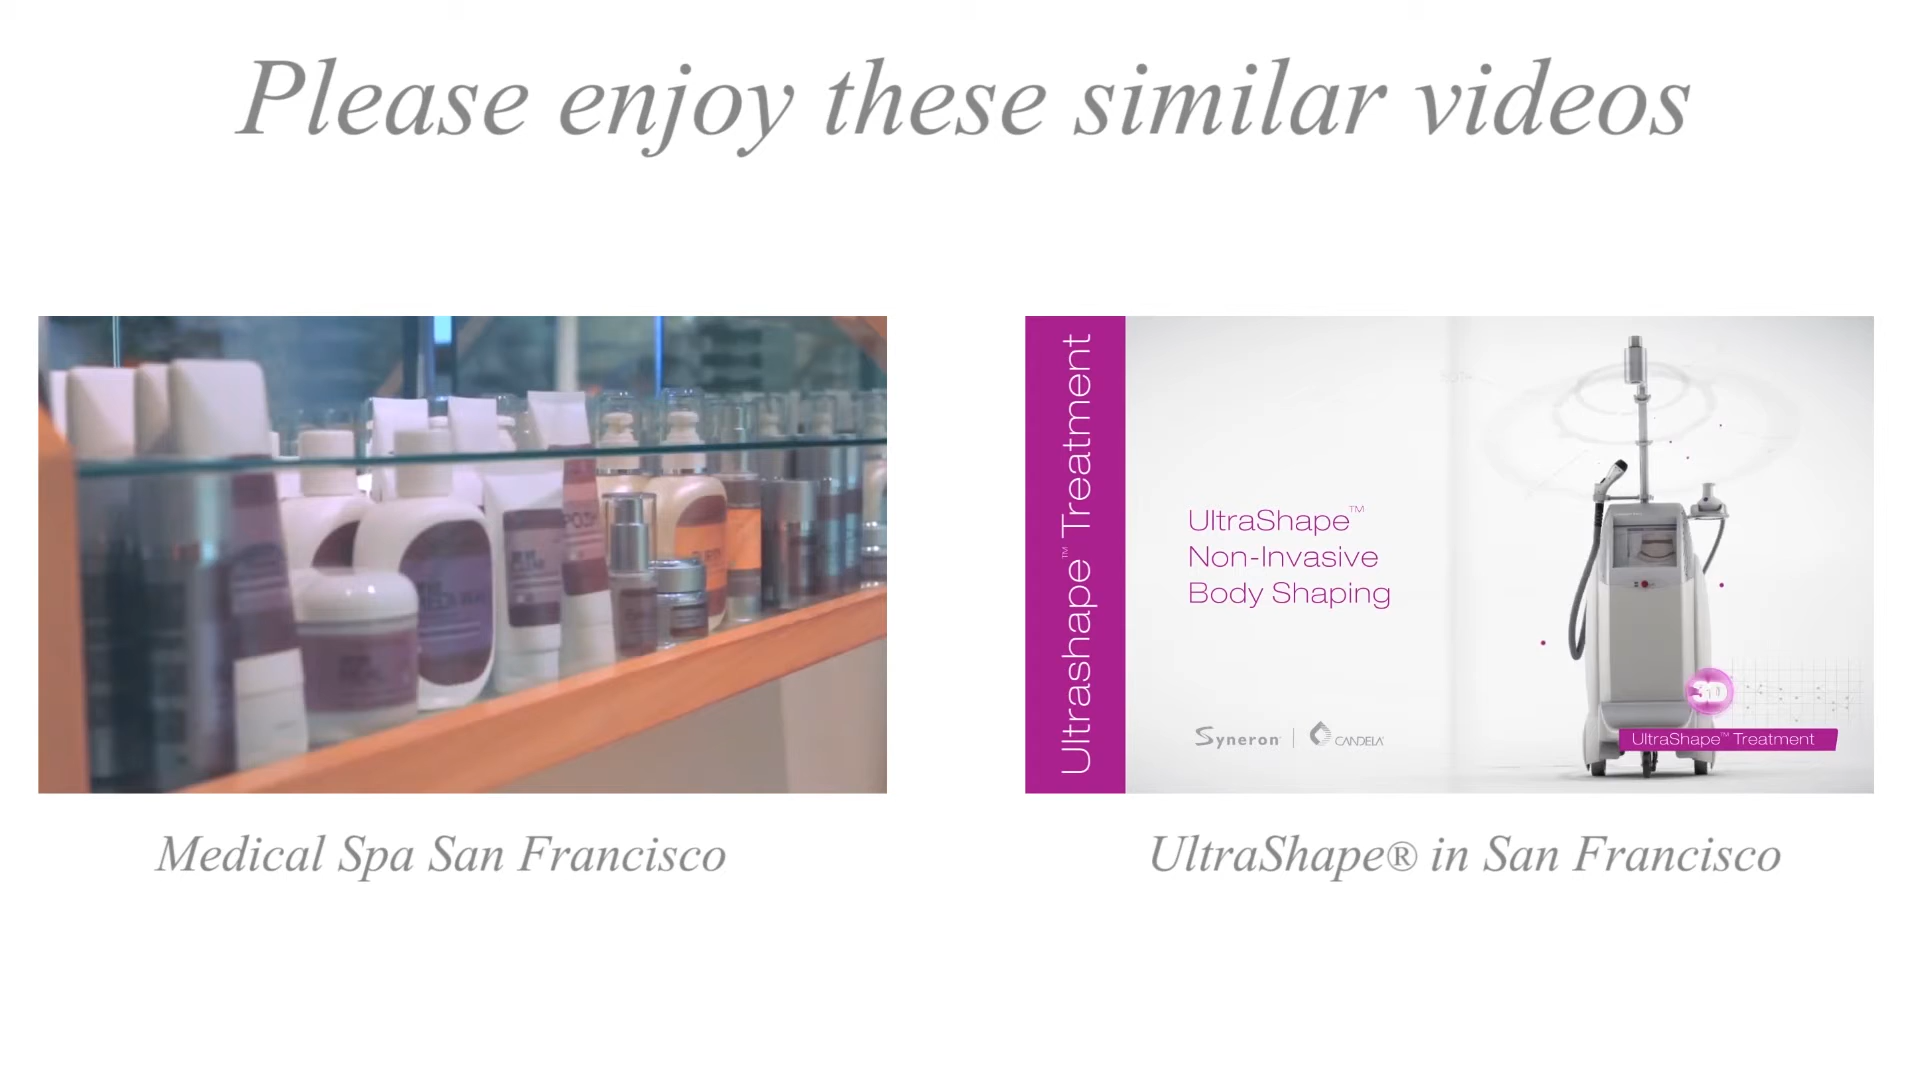 Please enjoy these similar videos
Ultrashape™ Treatment
UltraShape™
Non-Invasive
Body Shaping
Syneron
CANDELA
3D
UltraShape™ Treatment
Medical Spa San Francisco
UltraShape® in San Francisco